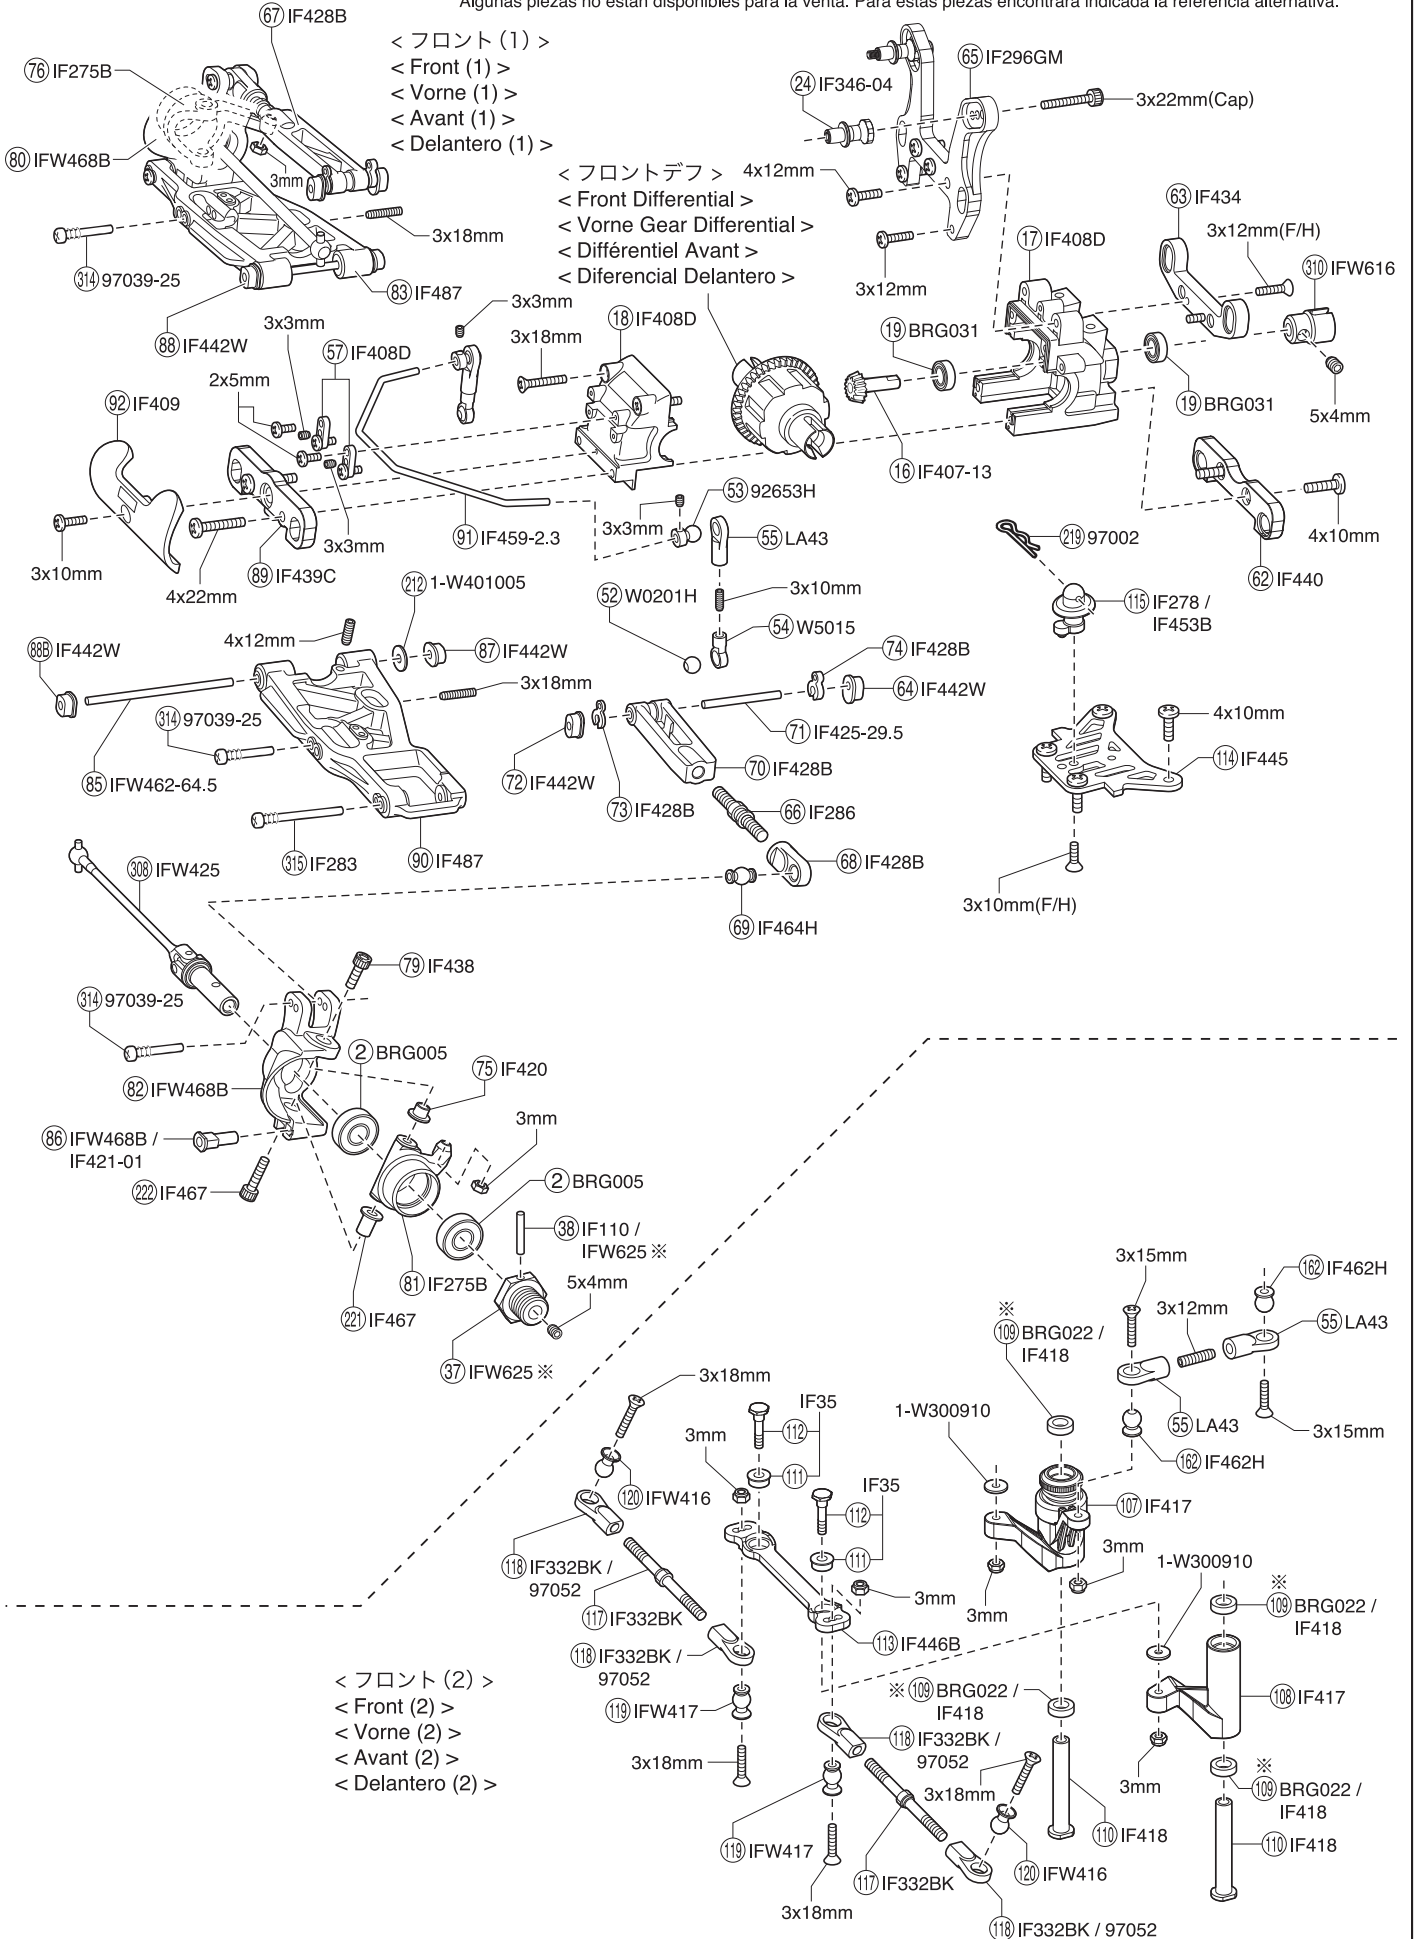 Algunas piezas no estan disponibles para la venta. Para estas piezas encontrará indicada la referencia alternativa.
67 IF428B
< フロント (1) >
< Front (1) >
< Vorne (1) >
< Avant (1) >
< Delantero (1) >
76 IF275B
80 IFW468B
3mm
3x18mm
314 97039-25
83 IF487
88 IF442W
65 IF296GM
24 IF346-04
3x22mm(Cap)
4x12mm
3x12mm
< フロントデフ >
< Front Differential >
< Vorne Gear Differential >
< Différentiel Avant >
< Diferencial Delantero >
63 IF434
3x12mm(F/H)
17 IF408D
310 IFW616
5x4mm
19 BRG031
19 BRG031
16 IF407-13
3x3mm
3x18mm
18 IF408D
3x3mm
57 IF408D
2x5mm
92 IF409
3x10mm
4x22mm
3x3mm
89 IF439C
91 IF459-2.3
3x3mm
53 92653H
55 LA43
3x10mm
52 W0201H
54 W5015
219 97002
4x10mm
62 IF440
115 IF278 /
IF453B
212 1-W401005
4x12mm
88B IF442W
87 IF442W
3x18mm
314 97039-25
85 IFW462-64.5
315 IF283
90 IF487
74 IF428B
64 IF442W
71 IF425-29.5
72 IF442W
70 IF428B
73 IF428B
66 IF286
68 IF428B
69 IF464H
4x10mm
114 IF445
3x10mm(F/H)
308 IFW425
79 IF438
314 97039-25
2 BRG005
82 IFW468B
75 IF420
3mm
86 IFW468B /
IF421-01
222 IF467
2 BRG005
38 IF110 /
IFW625 ※
81 IF275B
5x4mm
221 IF467
37 IFW625 ※
3x15mm
162 IF462H
3x12mm
55 LA43
※
109 BRG022 /
IF418
55 LA43
3x15mm
162 IF462H
1-W300910
107 IF417
3mm
3mm
3x18mm
IF35
112
3mm
111
120 IFW416
IF35
112
111
3mm
118 IF332BK /
97052
117 IF332BK
113 IF446B
118 IF332BK /
97052
119 IFW417
3x18mm
1-W300910
※
109 BRG022 /
IF418
108 IF417
3mm
※
109 BRG022 /
IF418
110 IF418
< フロント (2) >
< Front (2) >
< Vorne (2) >
< Avant (2) >
< Delantero (2) >
※ 109 BRG022 /
IF418
118 IF332BK /
97052
3x18mm
110 IF418
119 IFW417
117 IF332BK
120 IFW416
3x18mm
118 IF332BK / 97052